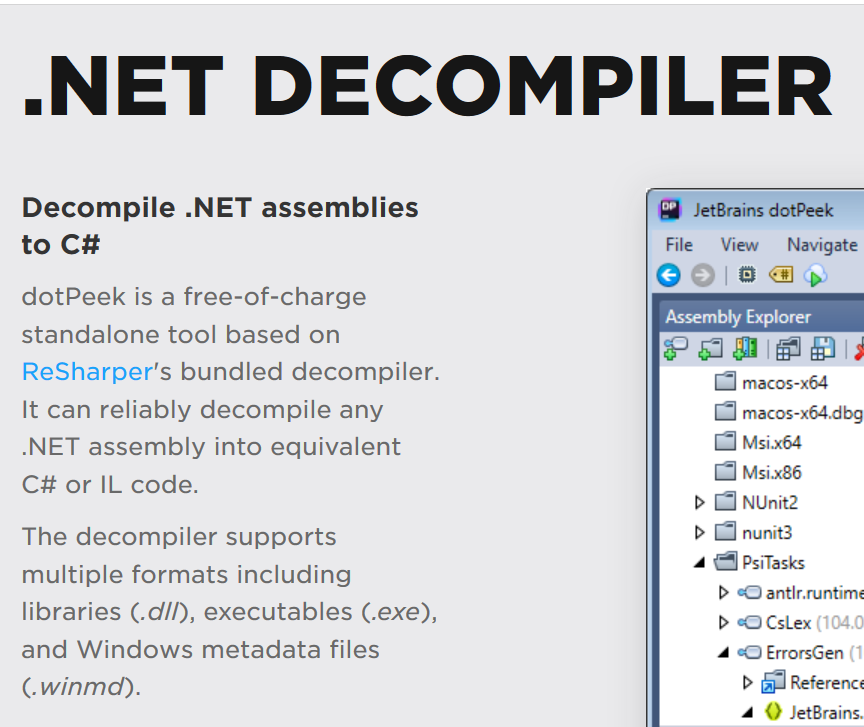 .NET DECOMPILER
Decompile .NET assemblies
to C#
dotPeek is a free-of-charge
standalone tool based on
ReSharper's bundled decompiler.
It can reliably decompile any
.NET assembly into equivalent
C# or IL code.
The decompiler supports
multiple formats including
libraries (.dll), executables (.exe),
and Windows metadata files
(.winmd).
DP JetBrains dotPeek
File View Navigate
Assembly Explorer
macos-x64
macos-x64.dbg
Msi.x64
Msi.x86
NUnit2
nunit3
PsiTasks
antlr.runtime
CsLex (104.0
ErrorsGen (1
Reference
JetBrains.